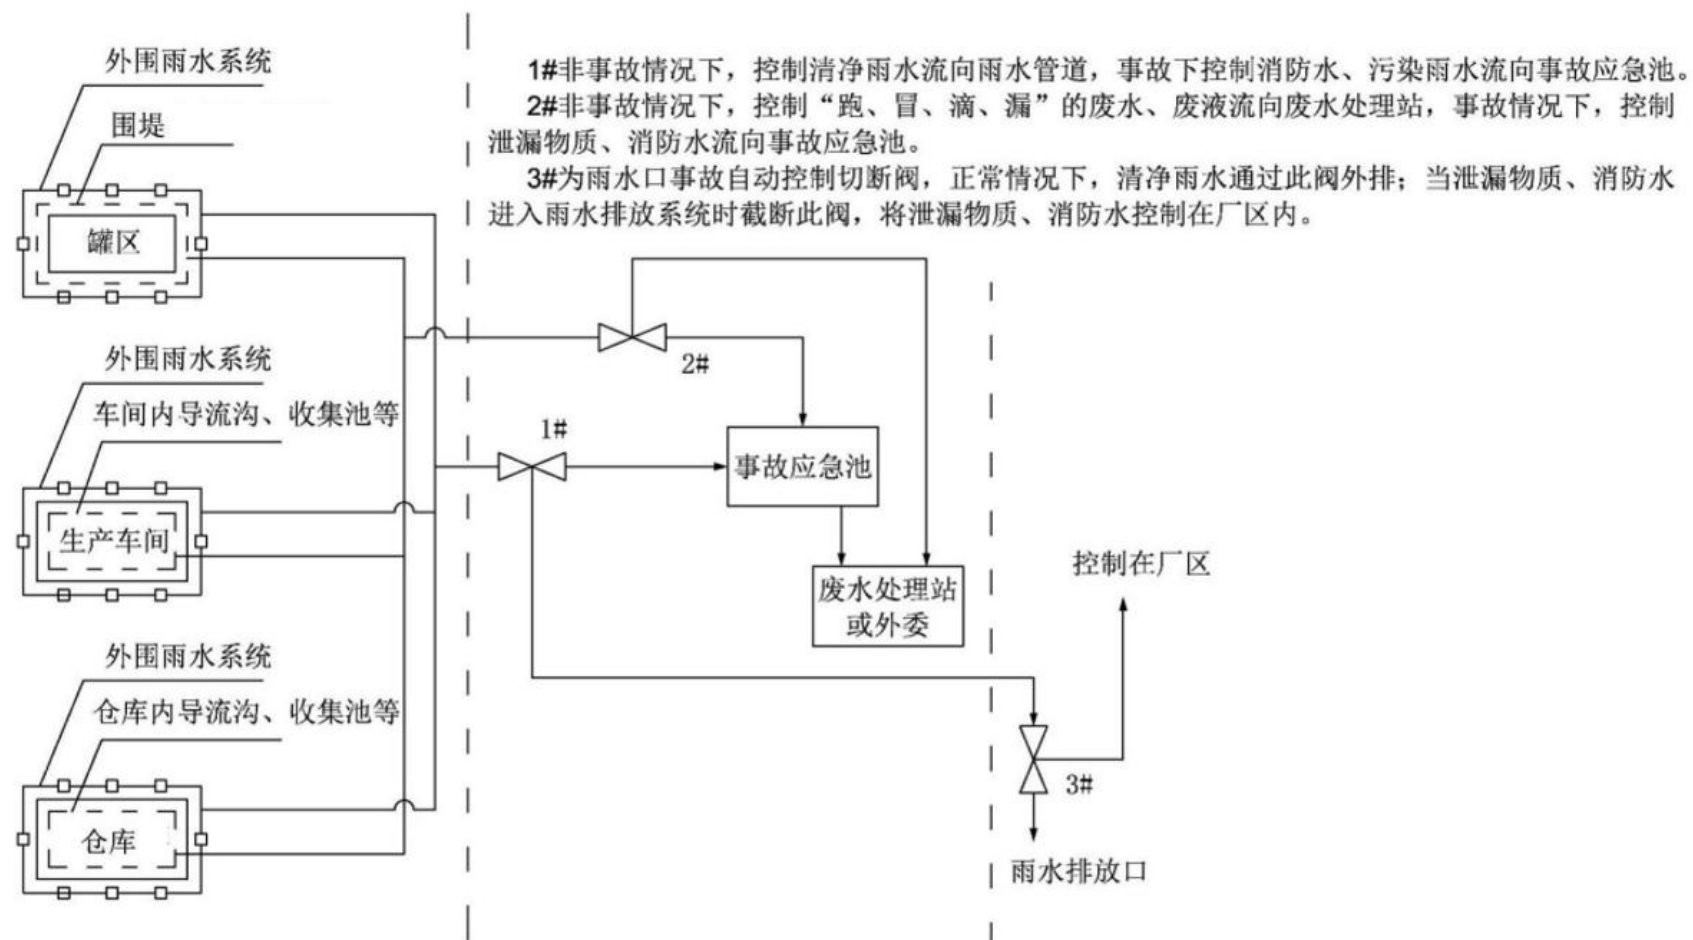 外围雨水系统
围堤
罐区
1#非事故情况下，控制清净雨水流向雨水管道，事故下控制消防水、污染雨水流向事故应急池。
2#非事故情况下，控制“跑、冒、滴、漏”的废水、废液流向废水处理站，事故情况下，控制
泄漏物质、消防水流向事故应急池。
3#为雨水口事故自动控制切断阀，正常情况下，清净雨水通过此阀外排；当泄漏物质、消防水
进入雨水排放系统时截断此阀，将泄漏物质、消防水控制在厂区内。
外围雨水系统
车间内导流沟、收集池等
生产车间
外围雨水系统
仓库内导流沟、收集池等
仓库
2#
1#
事故应急池
废水处理站
或外委
控制在厂区
3#
雨水排放口